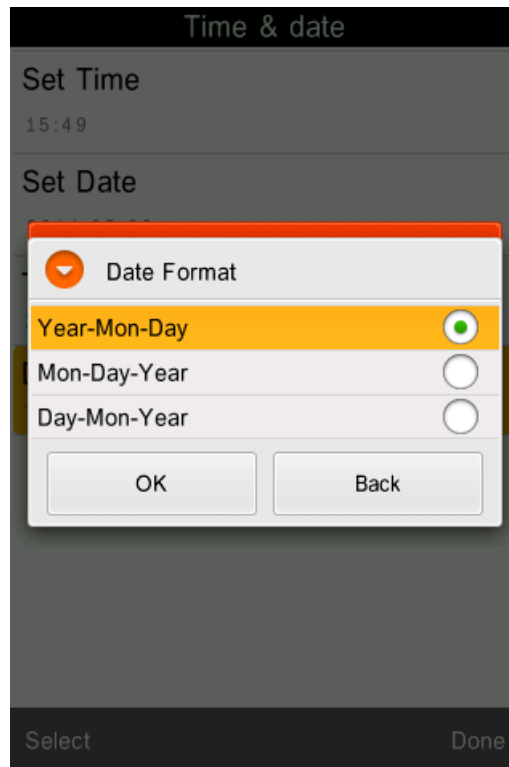 Time & date
Set Time
15:49
Set Date
Date Format
Year-Mon-Day
Mon-Day-Year
Day-Mon-Year
OK
Back
Select
Done